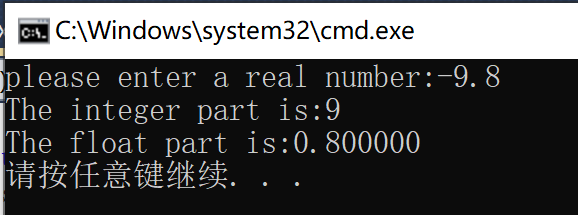 C:\Windows\system32\cmd.exe
please enter a real number:-9.8
The integer part is:9
The float part is:0.800000
请按任意键继续. . .